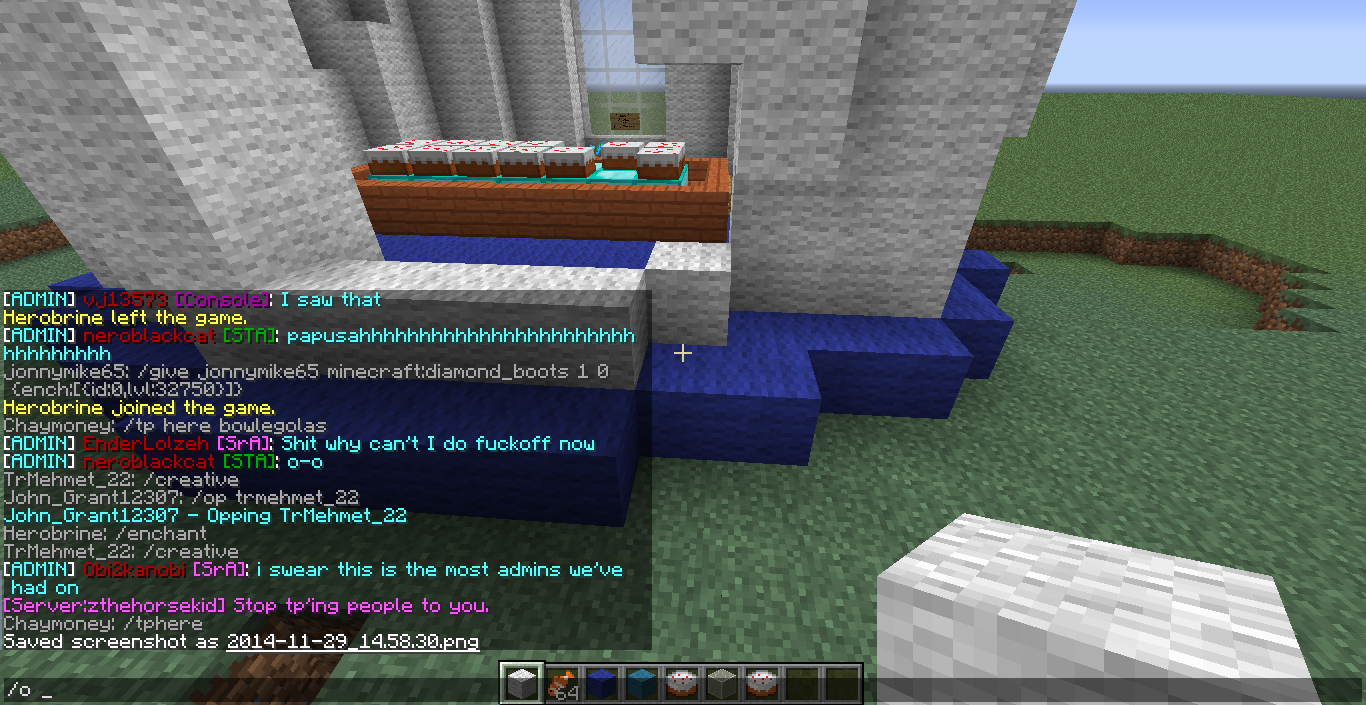 [ADMIN] vj13573 [Console]: I saw that
Herobrine left the game.
[ADMIN] neroblackcat [STA]: papusahhhhhhhhhhhhhhhhhhhhhhh
hhhhhhhhh
jonnymike65: /give jonnymike65 minecraft:diamond_boots 1 0
{ench:[{id:0,lvl:32750}]}
Herobrine joined the game.
Chaymoney: /tp here bowlegolas
[ADMIN] EnderLolzeh [SrA]: Shit why can't I do fuckoff now
[ADMIN] neroblackcat [STA]: o-o
TrMehmet_22: /creative
John_Grant12307: /op trmehmet_22
John_Grant12307 - Opping TrMehmet_22
Herobrine: /enchant
TrMehmet_22: /creative
[ADMIN] Obi2kanobi [SrA]: i swear this is the most admins we've
had on
[Server:zthehorsekid] Stop tp'ing people to you.
Chaymoney: /tphere
Saved screenshot as 2014-11-29_14.58.30.png
64
/o _